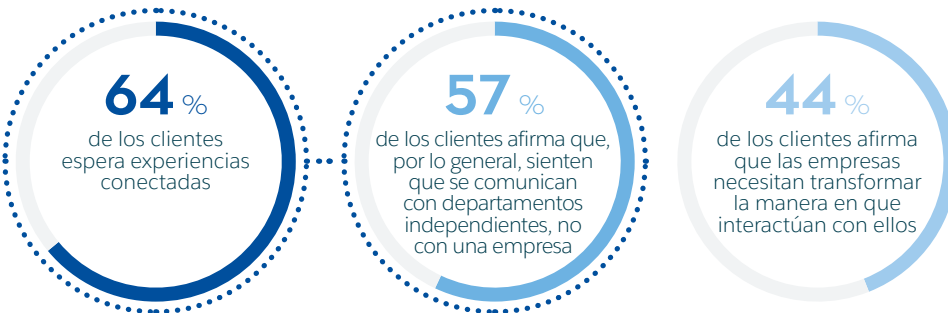 64 %
de los clientes
espera experiencias
conectadas
57 %
de los clientes afirma que,
por lo general, sienten
que se comunican
con departamentos
independientes, no
con una empresa
44 %
de los clientes afirma
que las empresas
necesitan transformar
la manera en que
interactúan con ellos